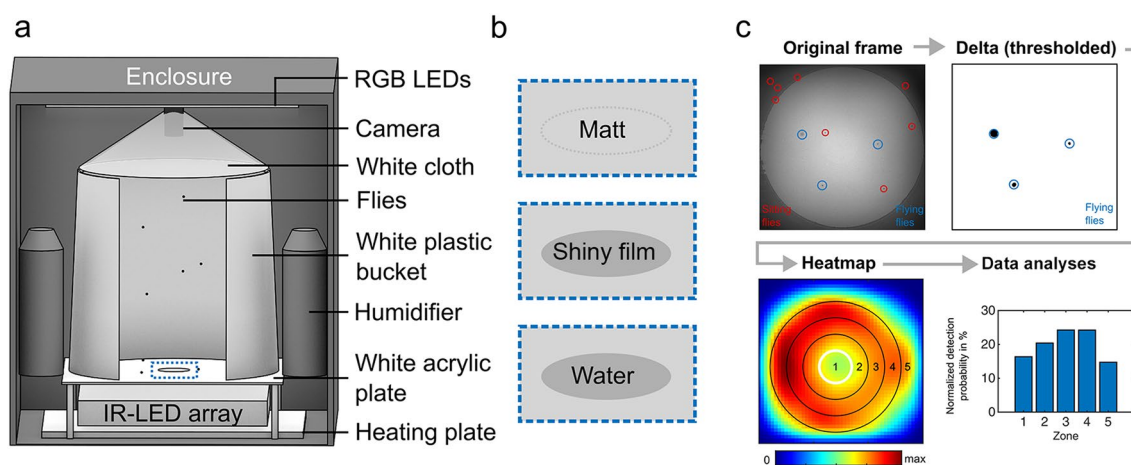 a
Enclosure
RGB LEDs
Camera
White cloth
Flies
White plastic
bucket
Humidifier
White acrylic
plate
IR-LED array
Heating plate
b
Matt
Shiny film
Water
c
Original frame
Delta (thresholded)
Sitting
flies
Flying
flies
Flying
flies
Heatmap
Data analyses
1
2
3
4
5
0
max
Normalized detection
probability in %
30
20
10
0
1 2 3 4 5
Zone